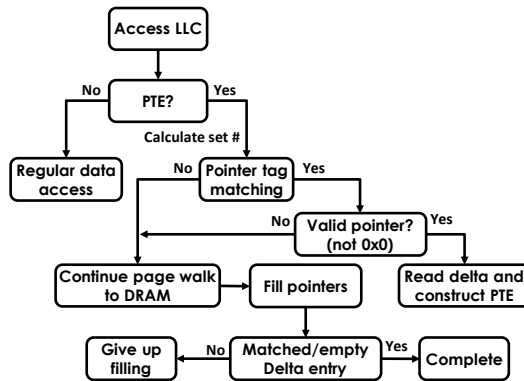 Access LLC
No
Yes
PTE?
Calculate set #
Regular data
access
No
Pointer tag
matching
Yes
No
Valid pointer?
(not 0x0)
Yes
Continue page walk
to DRAM
Fill pointers
Read delta and
construct PTE
Give up
filling
No
Matched/empty
Delta entry
Yes
Complete